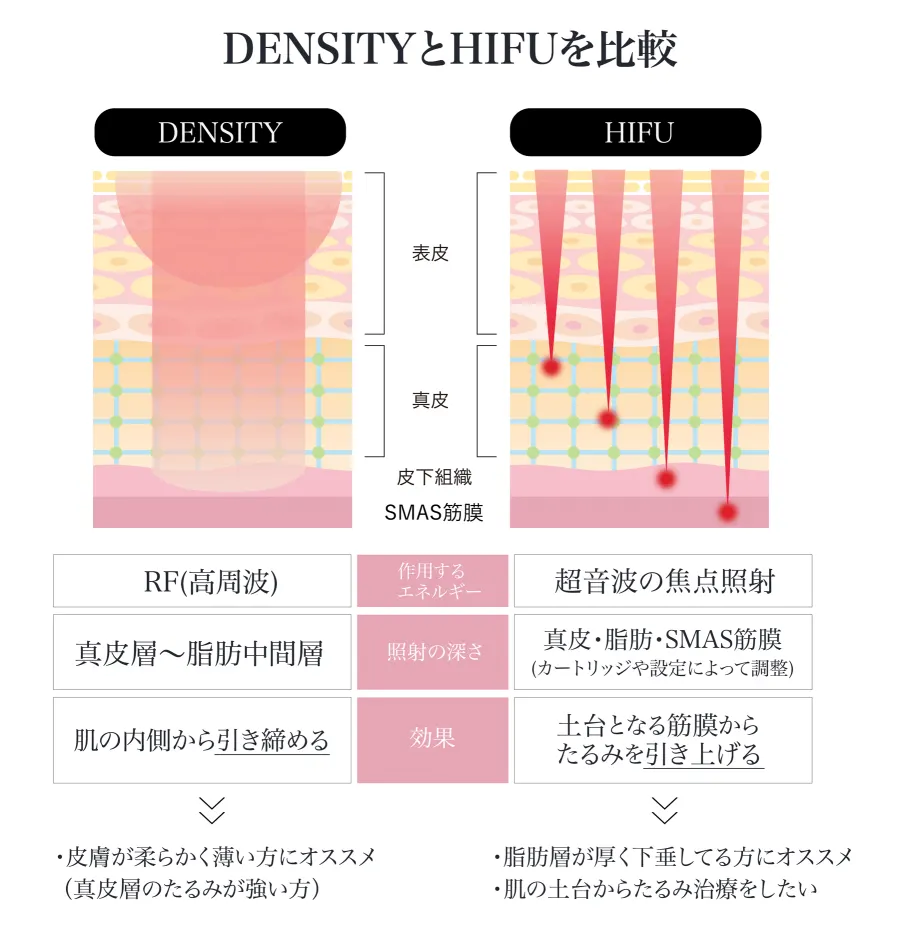 DENSITYとHIFUを比較
DENSITY
HIFU
表皮
真皮
皮下組織
SMAS筋膜
RF(高周波)
作用する
エネルギー
超音波の焦点照射
真皮層〜脂肪中間層
照射の深さ
真皮・脂肪・SMAS筋膜
(カートリッジや設定によって調整)
肌の内側から引き締める
効果
土台となる筋膜から
たるみを引き上げる
・皮膚が柔らかく薄い方にオススメ
（真皮層のたるみが強い方）
・脂肪層が厚く下垂してる方にオススメ
・肌の土台からたるみ治療をしたい